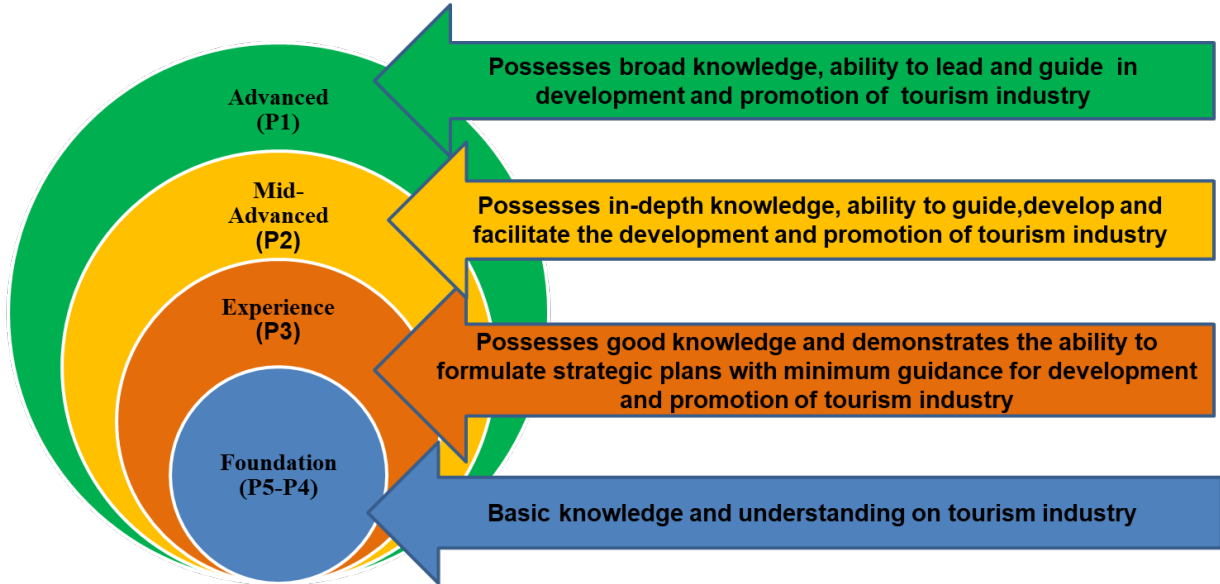 Advanced
(P1)
Possesses broad knowledge, ability to lead and guide in
development and promotion of tourism industry
Mid-
Advanced
(P2)
Possesses in-depth knowledge, ability to guide,develop and
facilitate the development and promotion of tourism industry
Experience
(P3)
Possesses good knowledge and demonstrates the ability to
formulate strategic plans with minimum guidance for development
and promotion of tourism industry
Foundation
(P5-P4)
Basic knowledge and understanding on tourism industry